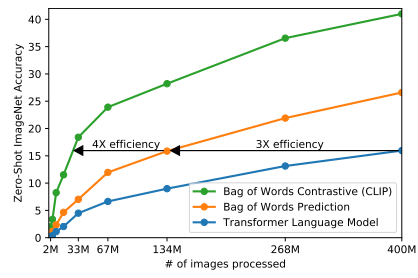 Zero-Shot ImageNet Accuracy
40
35
30
25
20
15
10
5
0
4X efficiency
3X efficiency
Bag of Words Contrastive (CLIP)
Bag of Words Prediction
Transformer Language Model
2M 33M 67M 134M 268M 400M
# of images processed